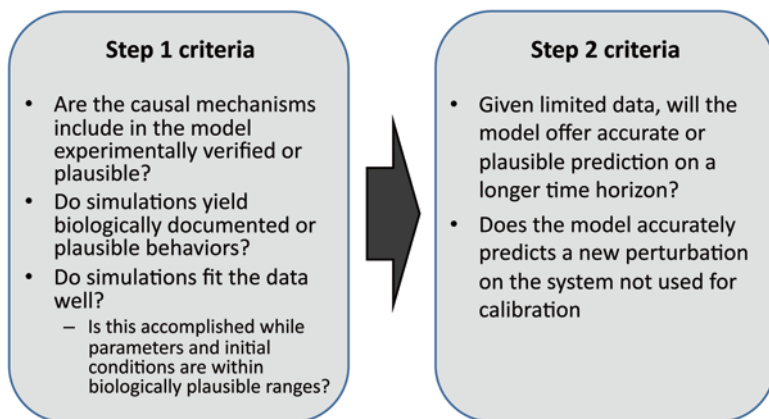 Step 1 criteria
• Are the causal mechanisms
include in the model
experimentally verified or
plausible?
• Do simulations yield
biologically documented or
plausible behaviors?
• Do simulations fit the data
well?
– Is this accomplished while
parameters and initial
conditions are within
biologically plausible ranges?
Step 2 criteria
• Given limited data, will the
model offer accurate or
plausible prediction on a
longer time horizon?
• Does the model accurately
predicts a new perturbation
on the system not used for
calibration